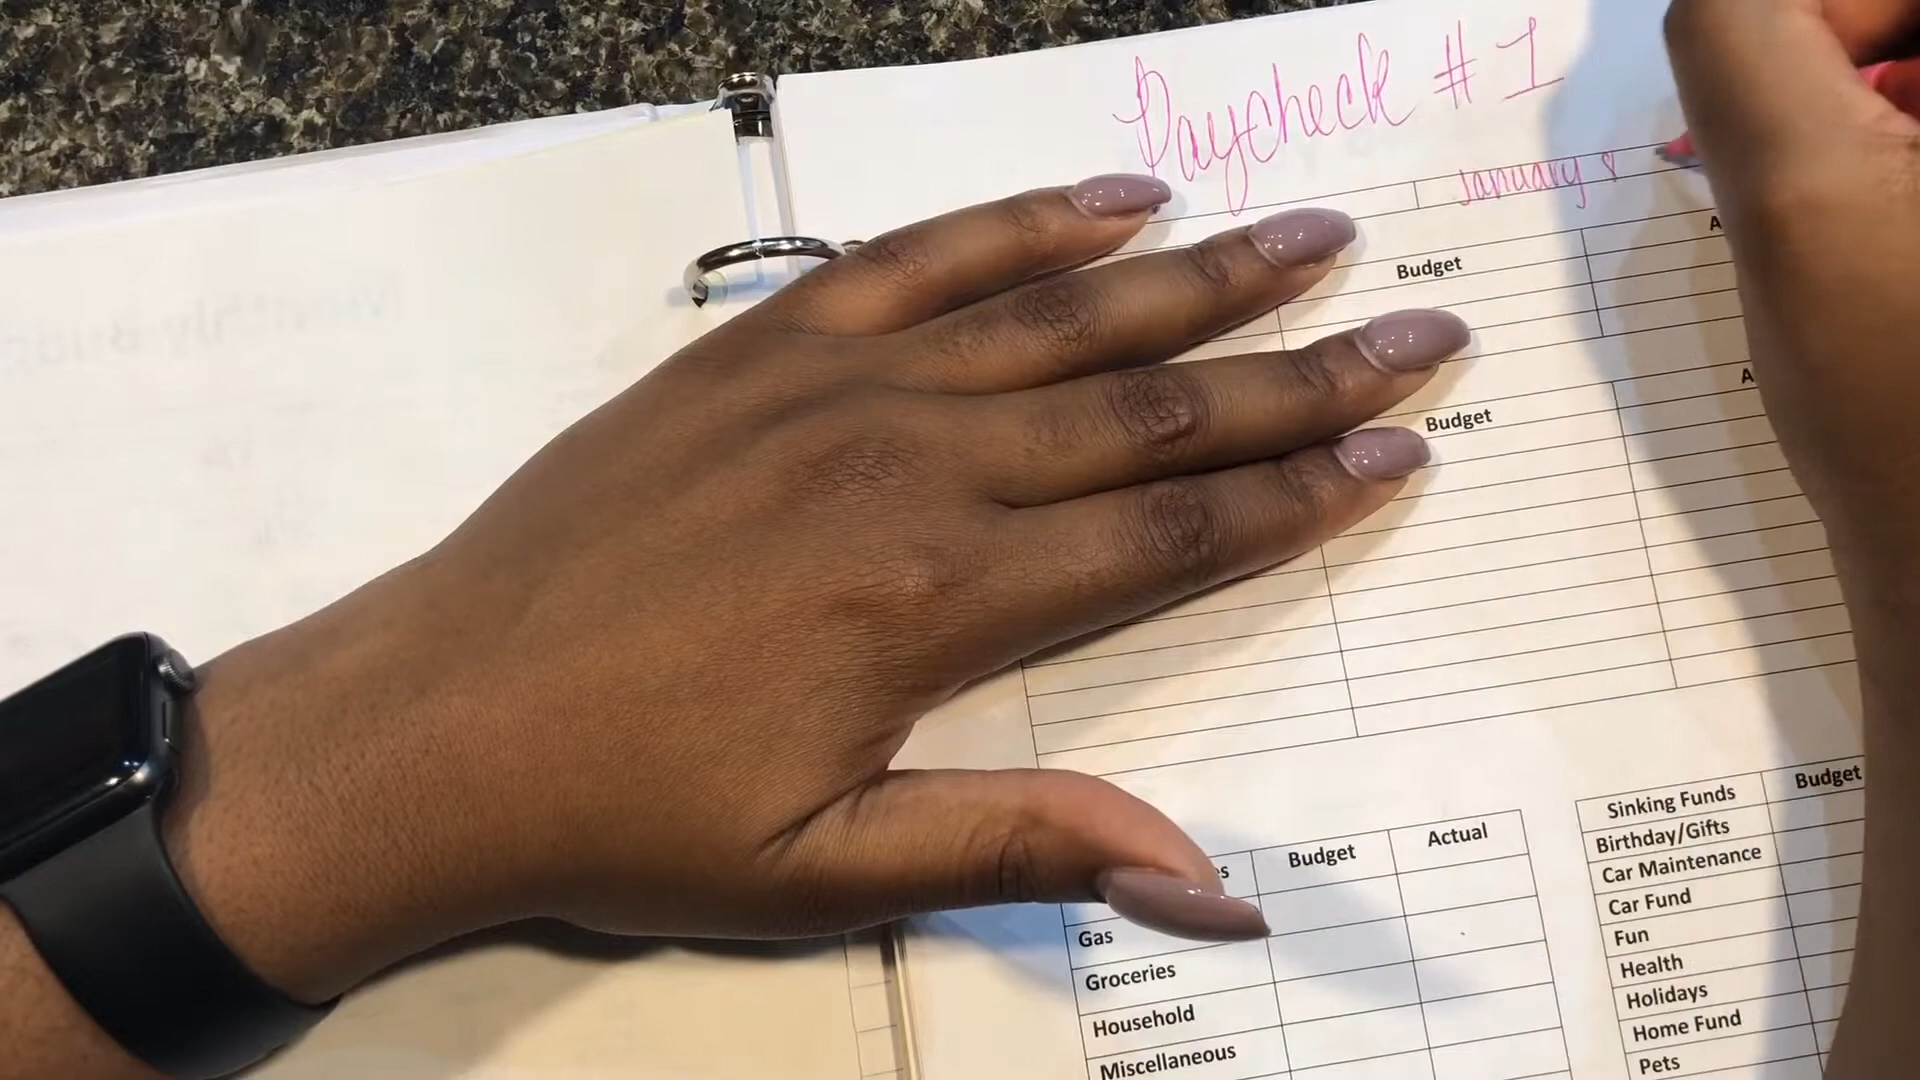 Paycheck # 1
January 8
Budget
Budget
Budget Actual
Gas
Groceries
Household
Miscellaneous
Sinking Funds Budget
Birthday/Gifts
Car Maintenance
Car Fund
Fun
Health
Holidays
Home Fund
Pets